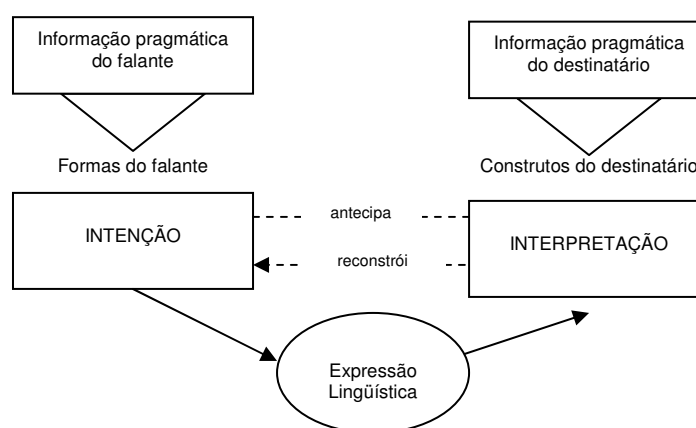 Informação pragmática
do falante
Informação pragmática
do destinatário
Formas do falante
Construtos do destinatário
INTENÇÃO
antecipa
INTERPRETAÇÃO
reconstrói
Expressão
Lingüística